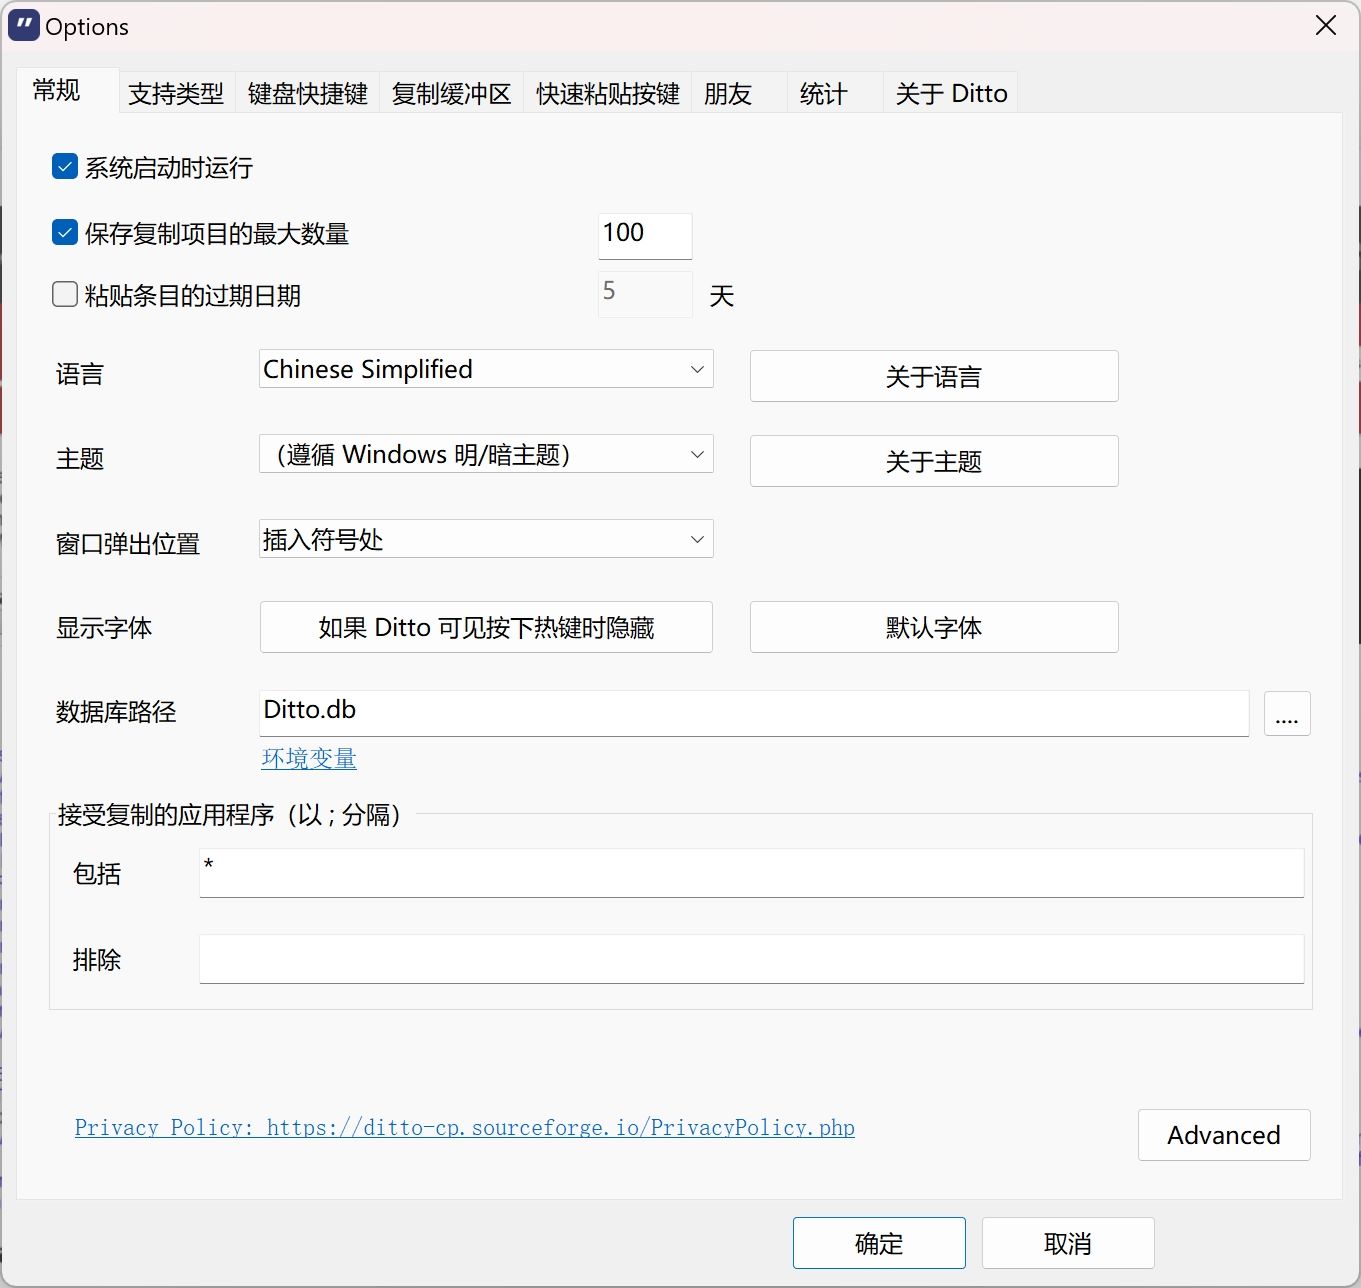 Options
常规 支持类型 键盘快捷键 复制缓冲区 快速粘贴按键 朋友 统计 关于 Ditto
系统启动时运行
保存复制项目的最大数量 100
粘贴条目的过期日期 5 天
语言 Chinese Simplified 关于语言
主题 （遵循 Windows 明/暗主题） 关于主题
窗口弹出位置 插入符号处
显示字体 如果 Ditto 可见按下热键时隐藏 默认字体
数据库路径 Ditto.db ....
环境变量
接受复制的应用程序（以 ; 分隔）
包括 *
排除
Privacy Policy: https://ditto-cp.sourceforge.io/PrivacyPolicy.php
Advanced
确定 取消